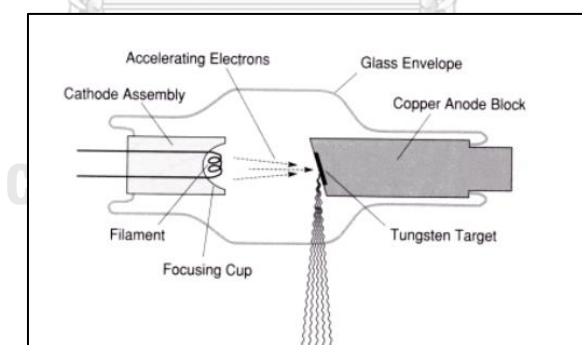 Accelerating Electrons
Glass Envelope
Cathode Assembly
Copper Anode Block
Filament
Tungsten Target
Focusing Cup